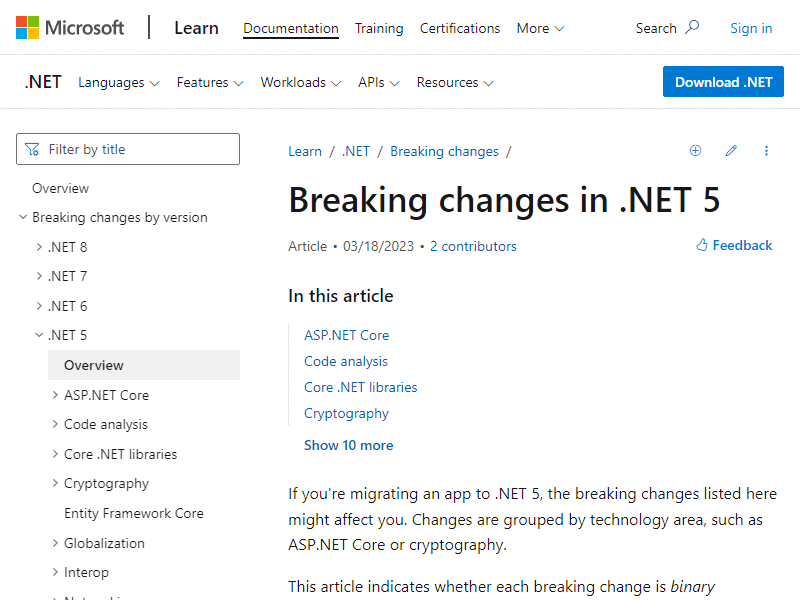 Microsoft
Learn
Documentation
Training
Certifications
More
Search
Sign in
.NET
Languages
Features
Workloads
APIs
Resources
Download .NET
Filter by title
Overview
Breaking changes by version
.NET 8
.NET 7
.NET 6
.NET 5
Overview
ASP.NET Core
Code analysis
Core .NET libraries
Cryptography
Entity Framework Core
Globalization
Interop
Learn / .NET / Breaking changes /
Breaking changes in .NET 5
Article • 03/18/2023 • 2 contributors
Feedback
In this article
ASP.NET Core
Code analysis
Core .NET libraries
Cryptography
Show 10 more
If you're migrating an app to .NET 5, the breaking changes listed here
might affect you. Changes are grouped by technology area, such as
ASP.NET Core or cryptography.
This article indicates whether each breaking change is binary